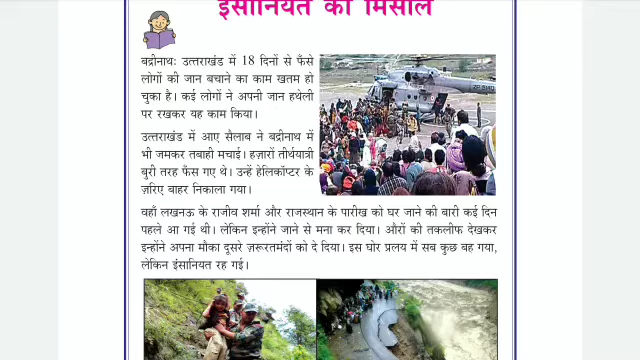 इंसानियत की मिसाल
बद्रीनाथः उत्तराखंड में 18 दिनों से फँसे
लोगों की जान बचाने का काम खतम हो
चुका है। कई लोगों ने अपनी जान हथेली
पर रखकर यह काम किया।
उत्तराखंड में आए सैलाब ने बद्रीनाथ में
भी जमकर तबाही मचाई। हज़ारों तीर्थयात्री
बुरी तरह फँस गए थे। उन्हें हेलिकॉप्टर के
ज़रिए बाहर निकाला गया।
वहाँ लखनऊ के राजीव शर्मा और राजस्थान के पारीख को घर जाने की बारी कई दिन
पहले आ गई थी। लेकिन इन्होंने जाने से मना कर दिया। औरों की तकलीफ देखकर
इन्होंने अपना मौका दूसरे ज़रूरतमंदों को दे दिया। इस घोर प्रलय में सब कुछ बह गया,
लेकिन इंसानियत रह गई।